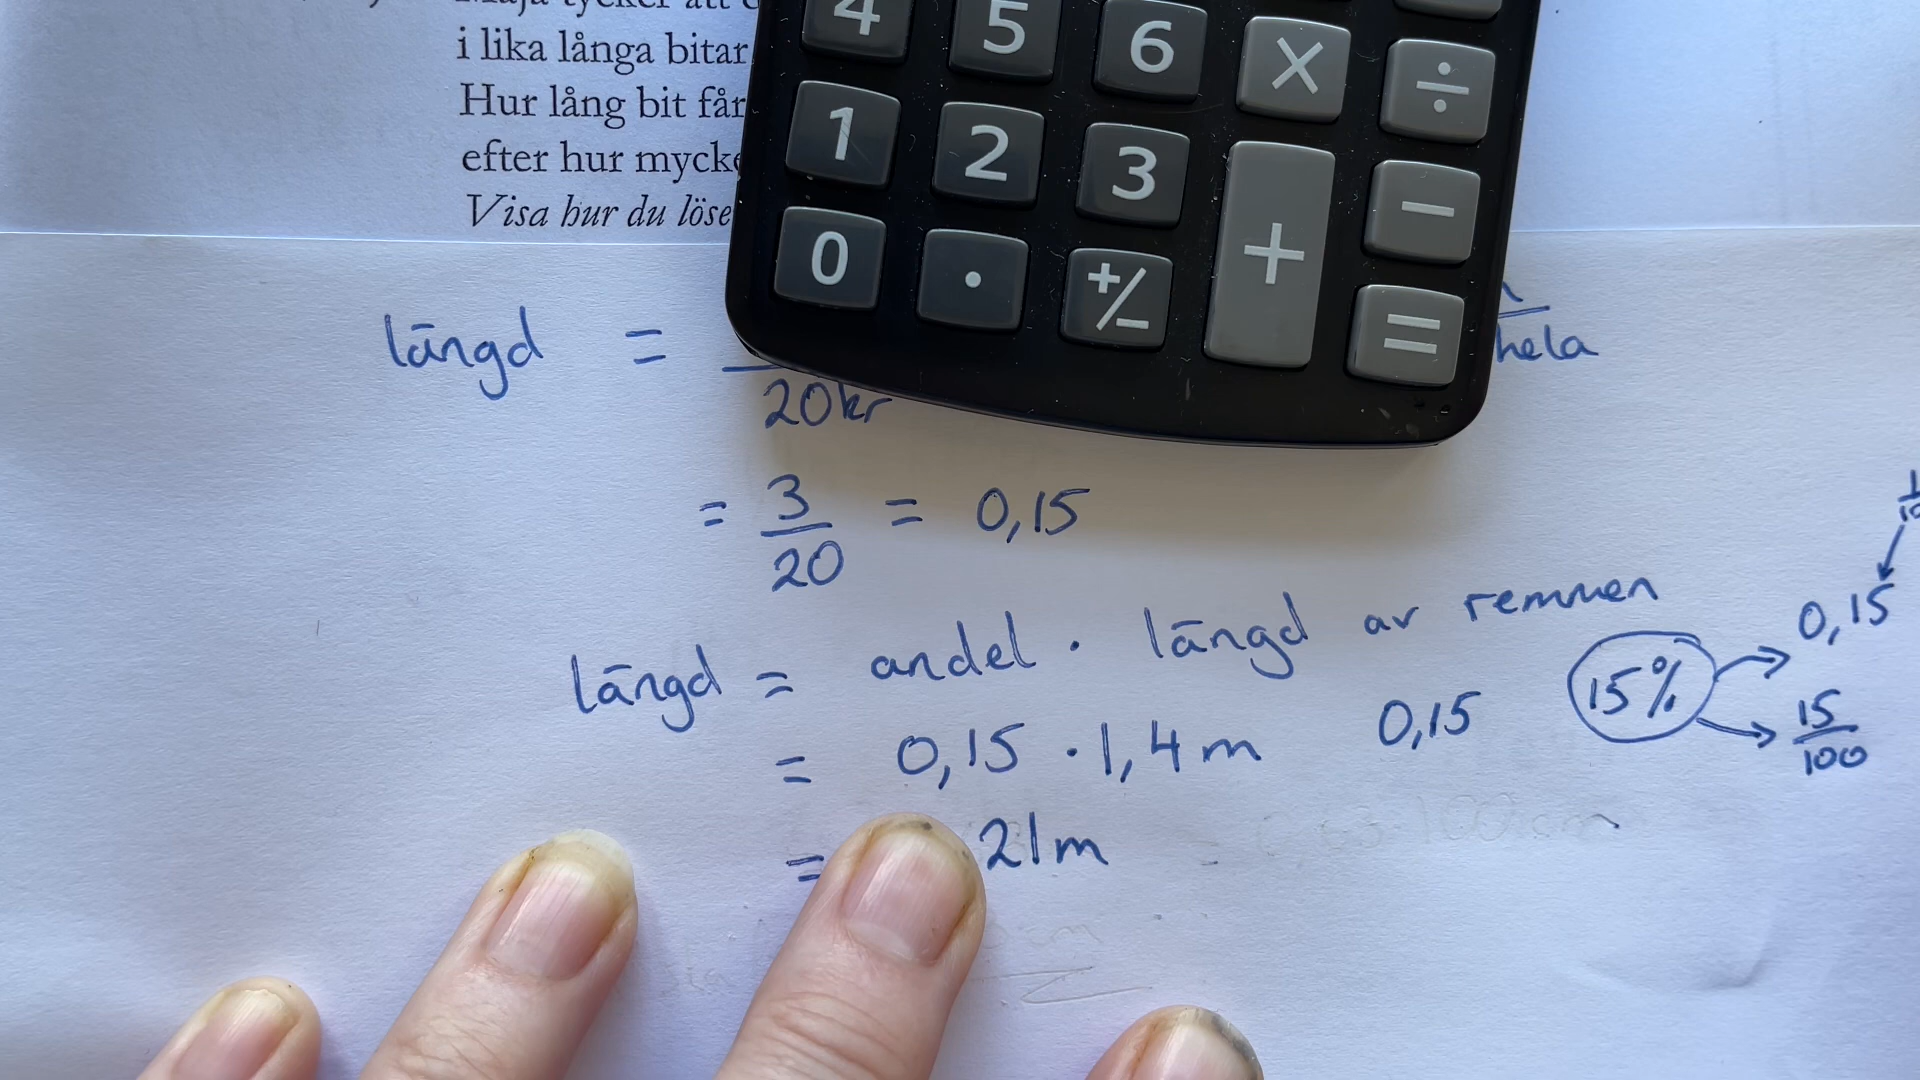 i lika långa bitar
Hur lång bit får
efter hur mycke
Visa hur du löse
4 5 6 × ÷
1 2 3 −
0 · +/− + =
längd =
20kr
hela
= 3/20 = 0,15
längd = andel · längd av remmen
= 0,15 · 1,4 m
0,15
15%
0,15
15/100
= 21m